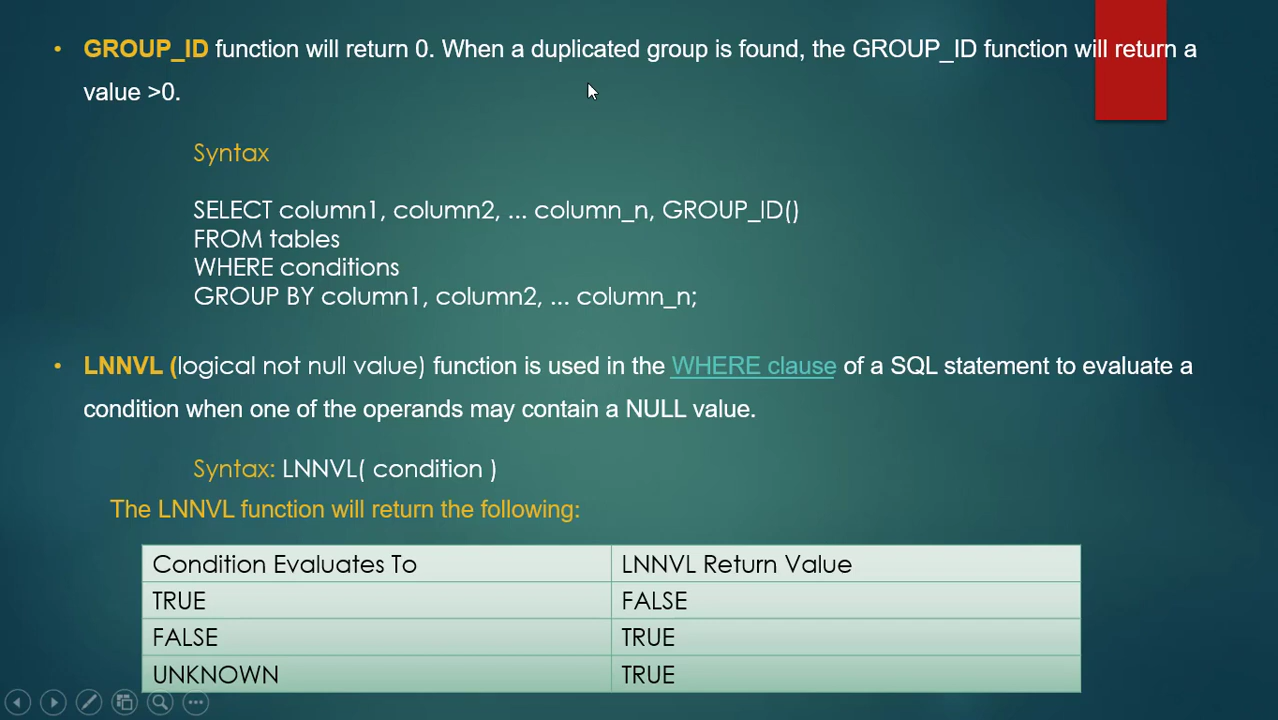 • GROUP_ID function will return 0. When a duplicated group is found, the GROUP_ID function will return a
value >0.
Syntax
SELECT column1, column2, ... column_n, GROUP_ID()
FROM tables
WHERE conditions
GROUP BY column1, column2, ... column_n;
• LNNVL (logical not null value) function is used in the WHERE clause of a SQL statement to evaluate a
condition when one of the operands may contain a NULL value.
Syntax: LNNVL( condition )
The LNNVL function will return the following:
Condition Evaluates To LNNVL Return Value
TRUE FALSE
FALSE TRUE
UNKNOWN TRUE